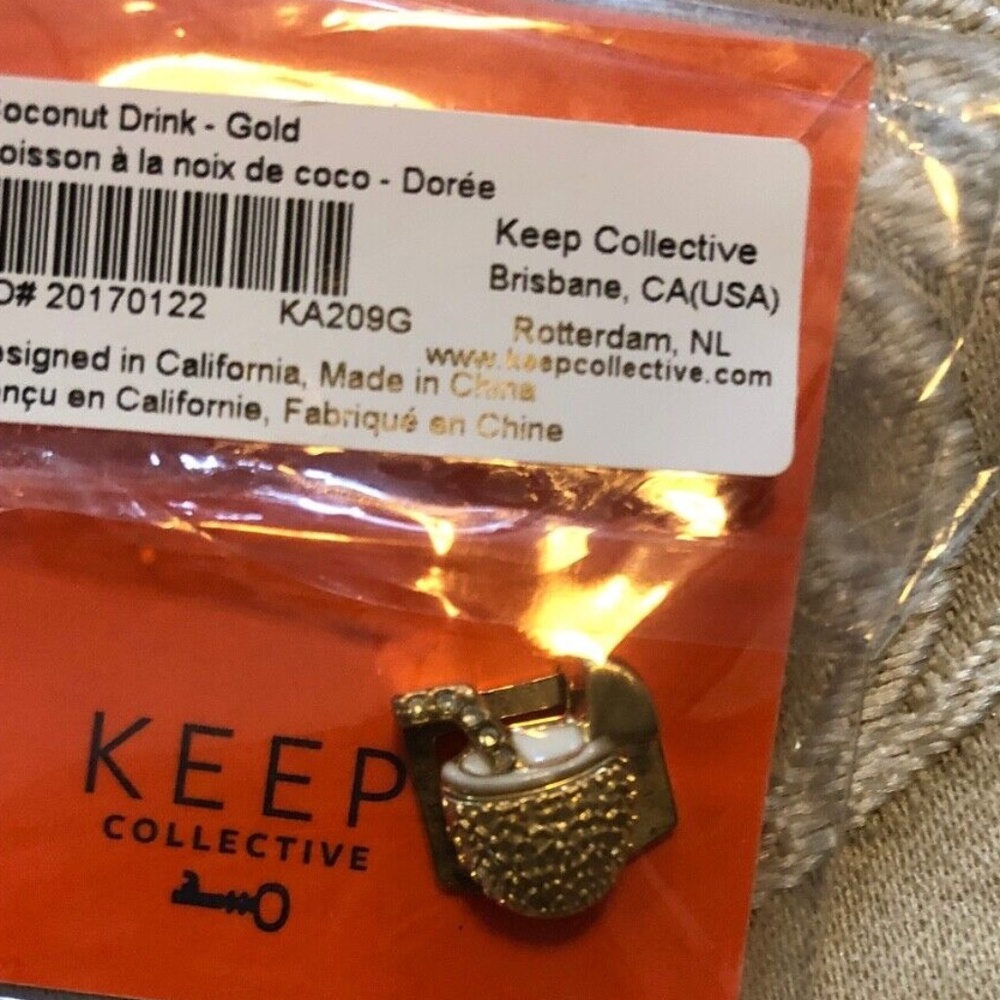 oconut Drink - Gold
oisson à la noix de coco - Dorée
Keep Collective
Brisbane, CA(USA)
Rotterdam, NL
www.keepcollective.com
O# 20170122 KA209G
signed in California, Made in China
nçu en Californie, Fabriqué en Chine
KEEP
COLLECTIVE